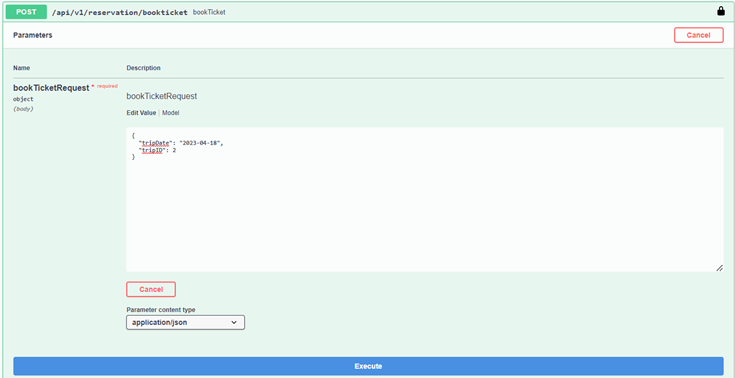 POST /api/v1/reservation/bookticket bookTicket
Parameters Cancel
Name Description
bookTicketRequest * required
object
(body)
bookTicketRequest
Edit Value | Model
{
"tripDate": "2023-04-18",
"tripID": 2
}
Cancel
Parameter content type
application/json
Execute